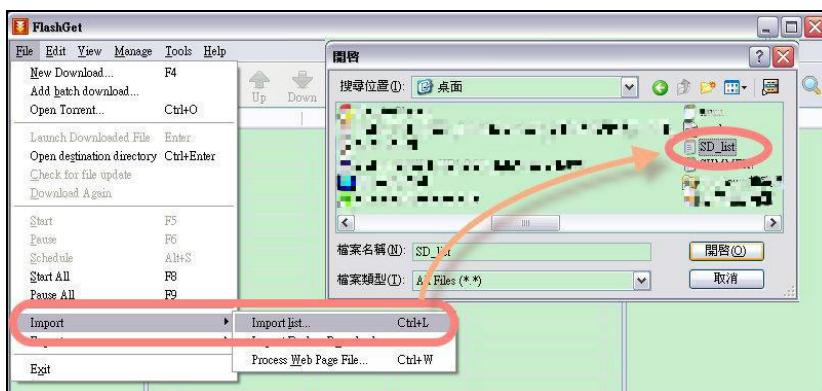 FlashGet
File Edit View Manage Tools Help
New Download... F4
Add batch download...
Open Torrent... Ctrl+O
Launch Downloaded File Enter
Open destination directory Ctrl+Enter
Check for file update
Download Again
Start F5
Pause F6
Schedule Alt+S
Start All F8
Pause All F9
Import
Exit
Import list... Ctrl+L
Process Web Page File... Ctrl+W
Up Down
開啓
搜尋位置(I): 桌面
SD_list
檔案名稱(N): SD_list
開啓(O)
檔案類型(T): All Files (*.*)
取消